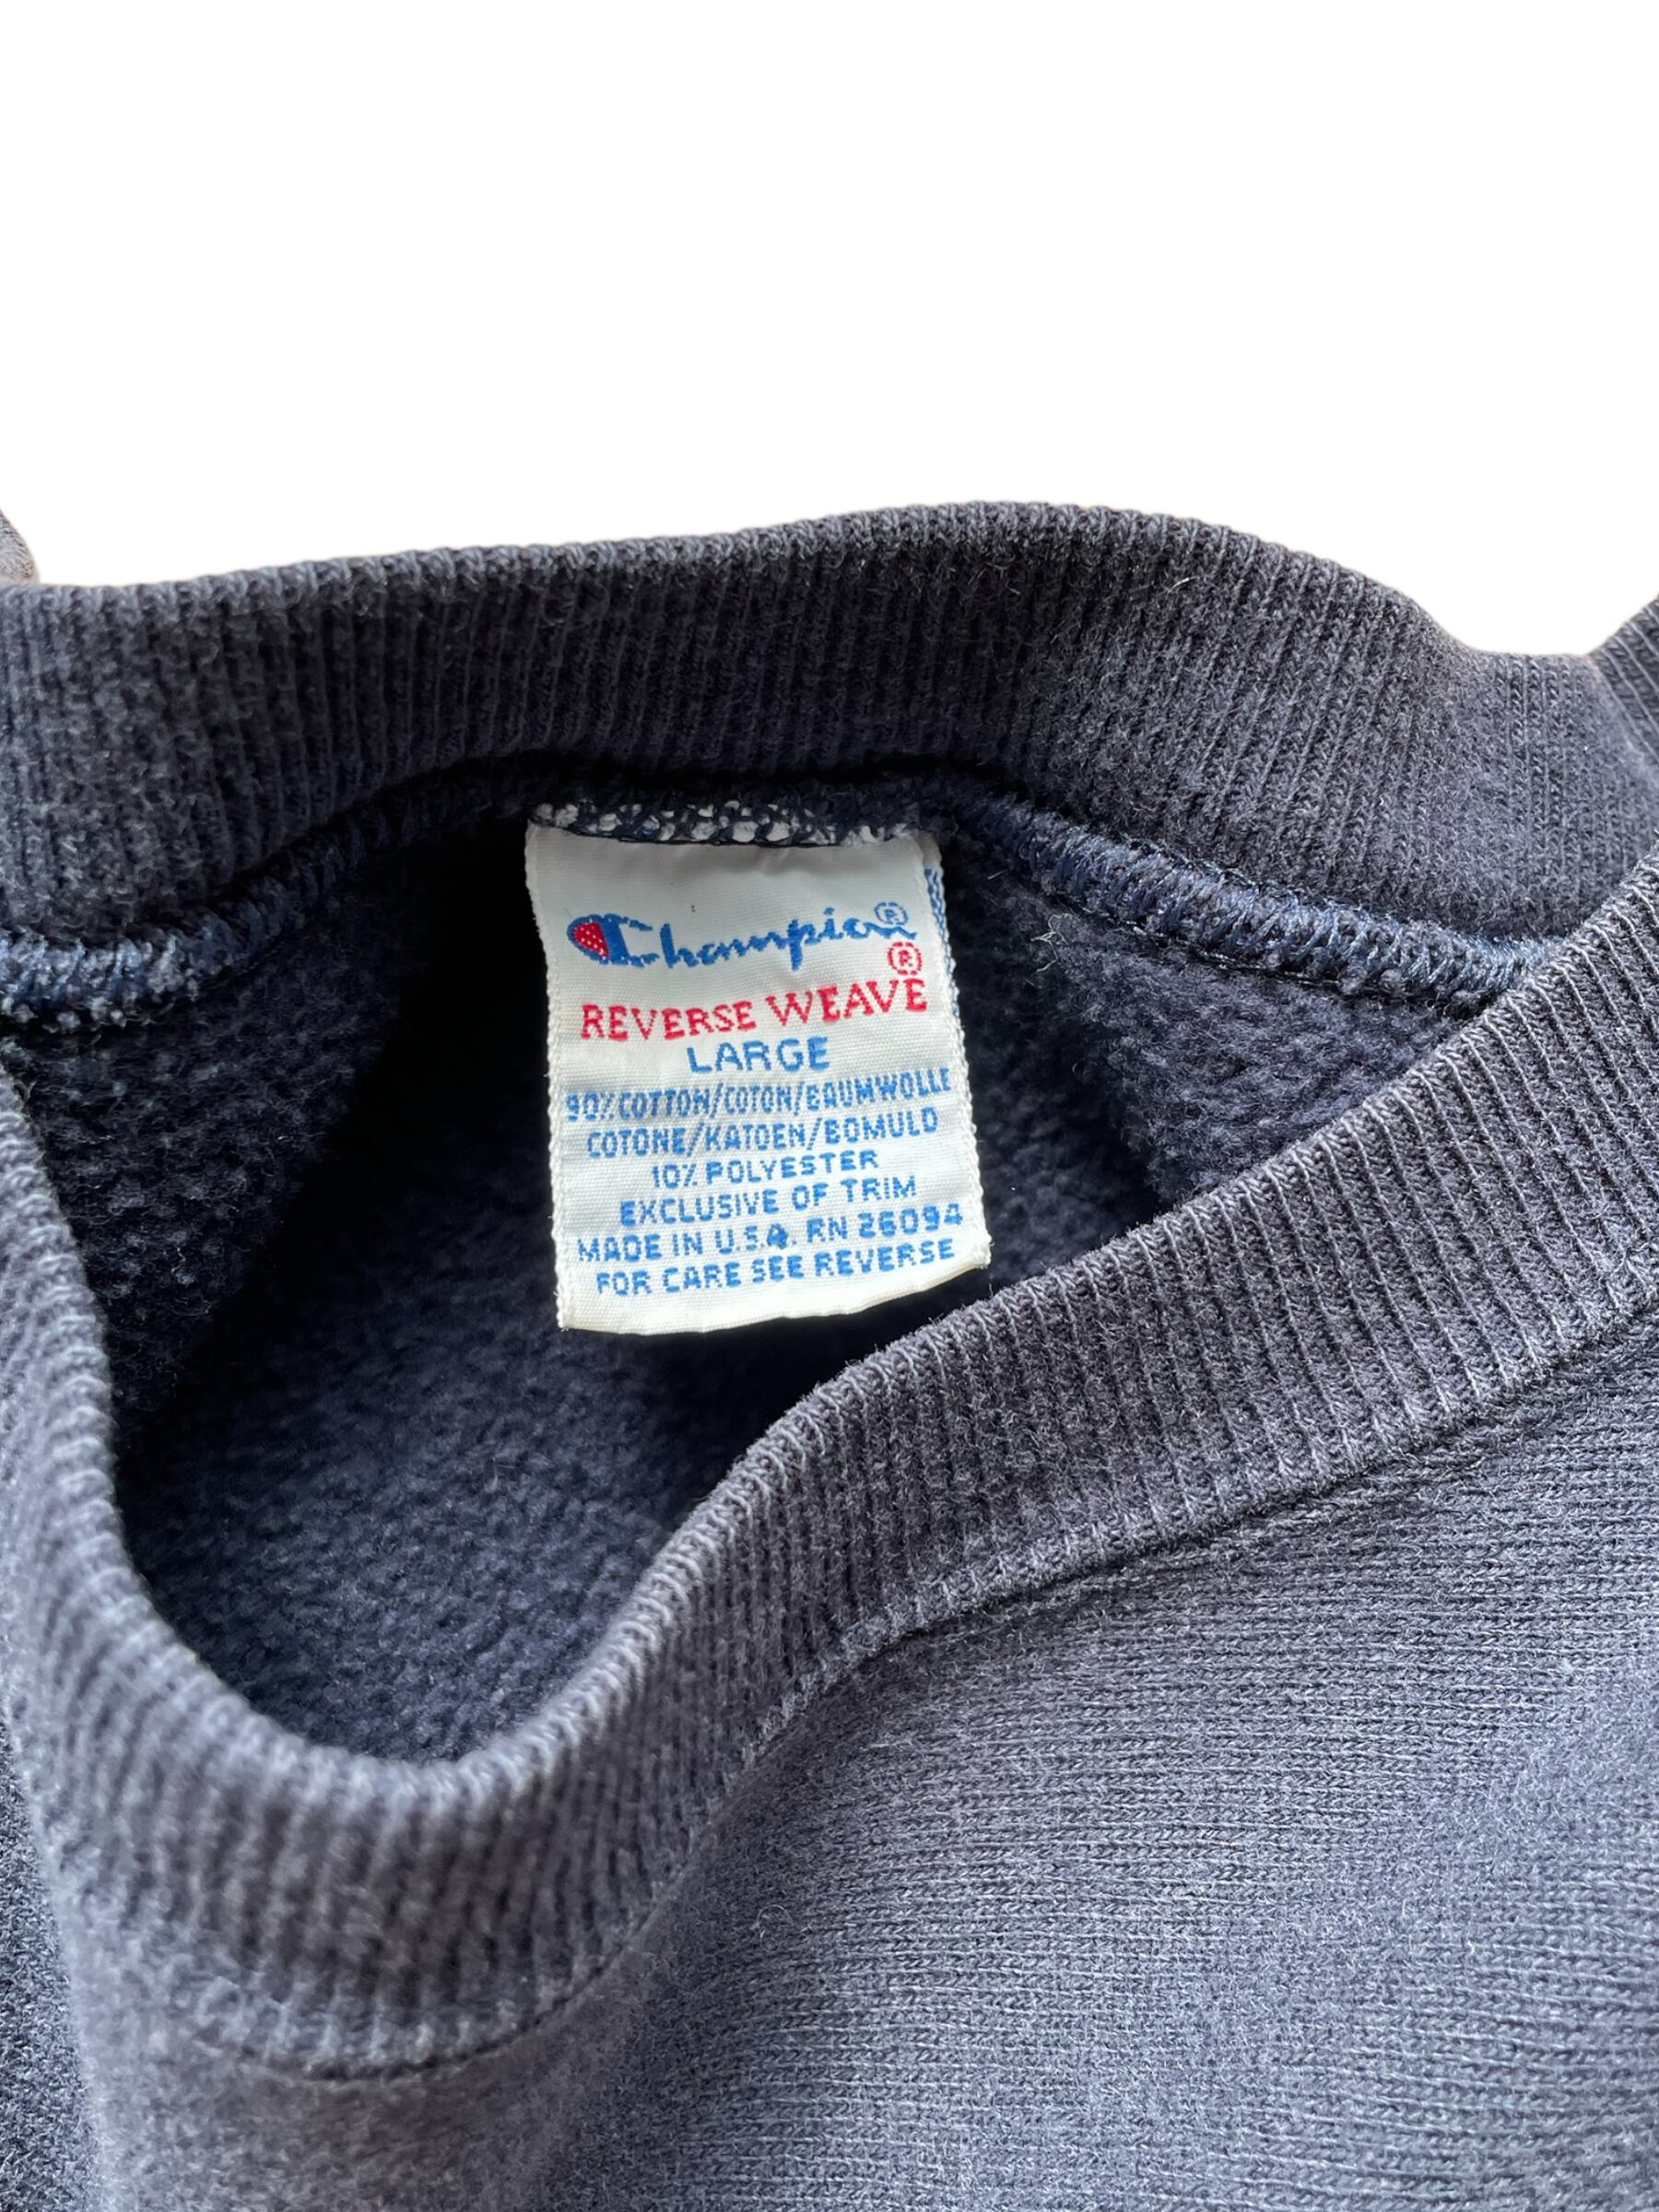 Champion®
®
REVERSE WEAVE
LARGE
90% COTTON/COTON/BAUMWOLLE
COTONE/KATOEN/BOMULD
10% POLYESTER
EXCLUSIVE OF TRIM
MADE IN U.S.A. RN 26094
FOR CARE SEE REVERSE